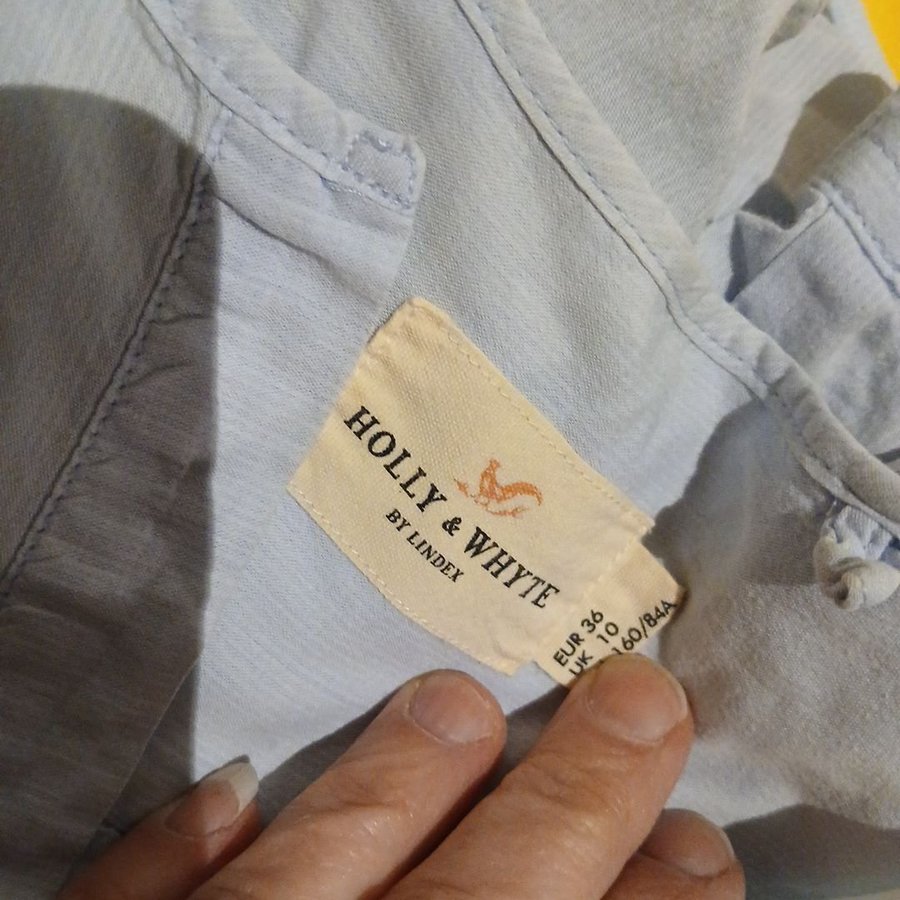 HOLLY & WHYTE
BY LINDEX
EUR 36
UK 10
160/84A